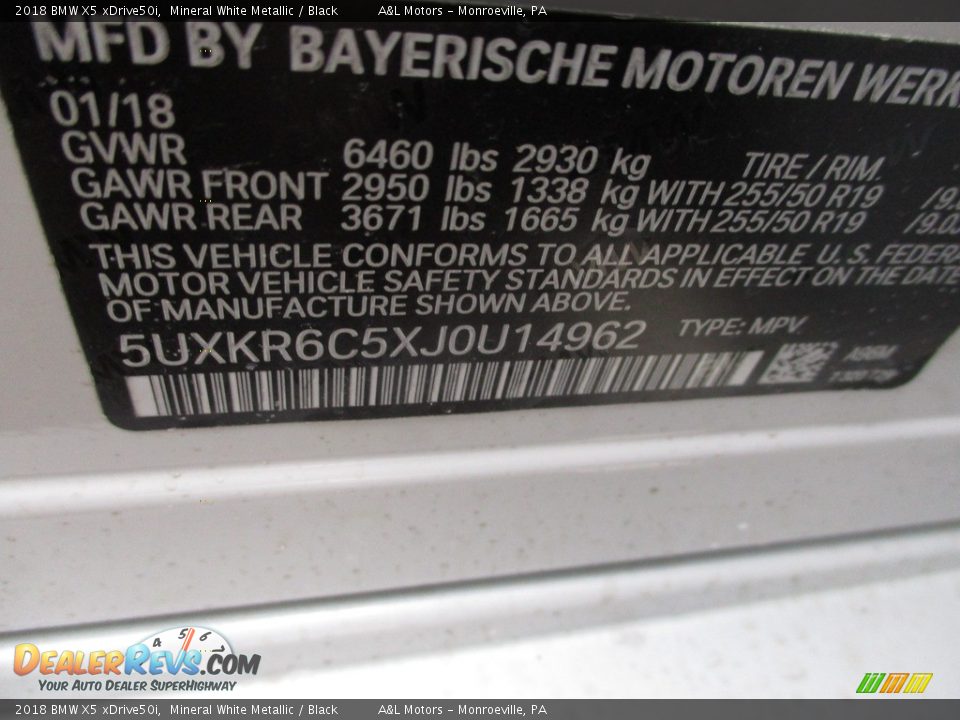 2018 BMW X5 xDrive50i, Mineral White Metallic / Black A&L Motors - Monroeville, PA
MFD BY BAYERISCHE MOTOREN WERK
01/18
GVWR 6460 lbs 2930 kg TIRE / RIM
GAWR FRONT 2950 lbs 1338 kg WITH 255/50 R19
GAWR REAR 3671 lbs 1665 kg WITH 255/50 R19
THIS VEHICLE CONFORMS TO ALL APPLICABLE U. S. FEDERA
MOTOR VEHICLE SAFETY STANDARDS IN EFFECT ON THE DATE
OF MANUFACTURE SHOWN ABOVE.
5UXKR6C5XJ0U14962 TYPE: MPV
4 5 6
DEALERREVS.COM
YOUR AUTO DEALER SUPERHIGHWAY
2018 BMW X5 xDrive50i, Mineral White Metallic / Black A&L Motors - Monroeville, PA